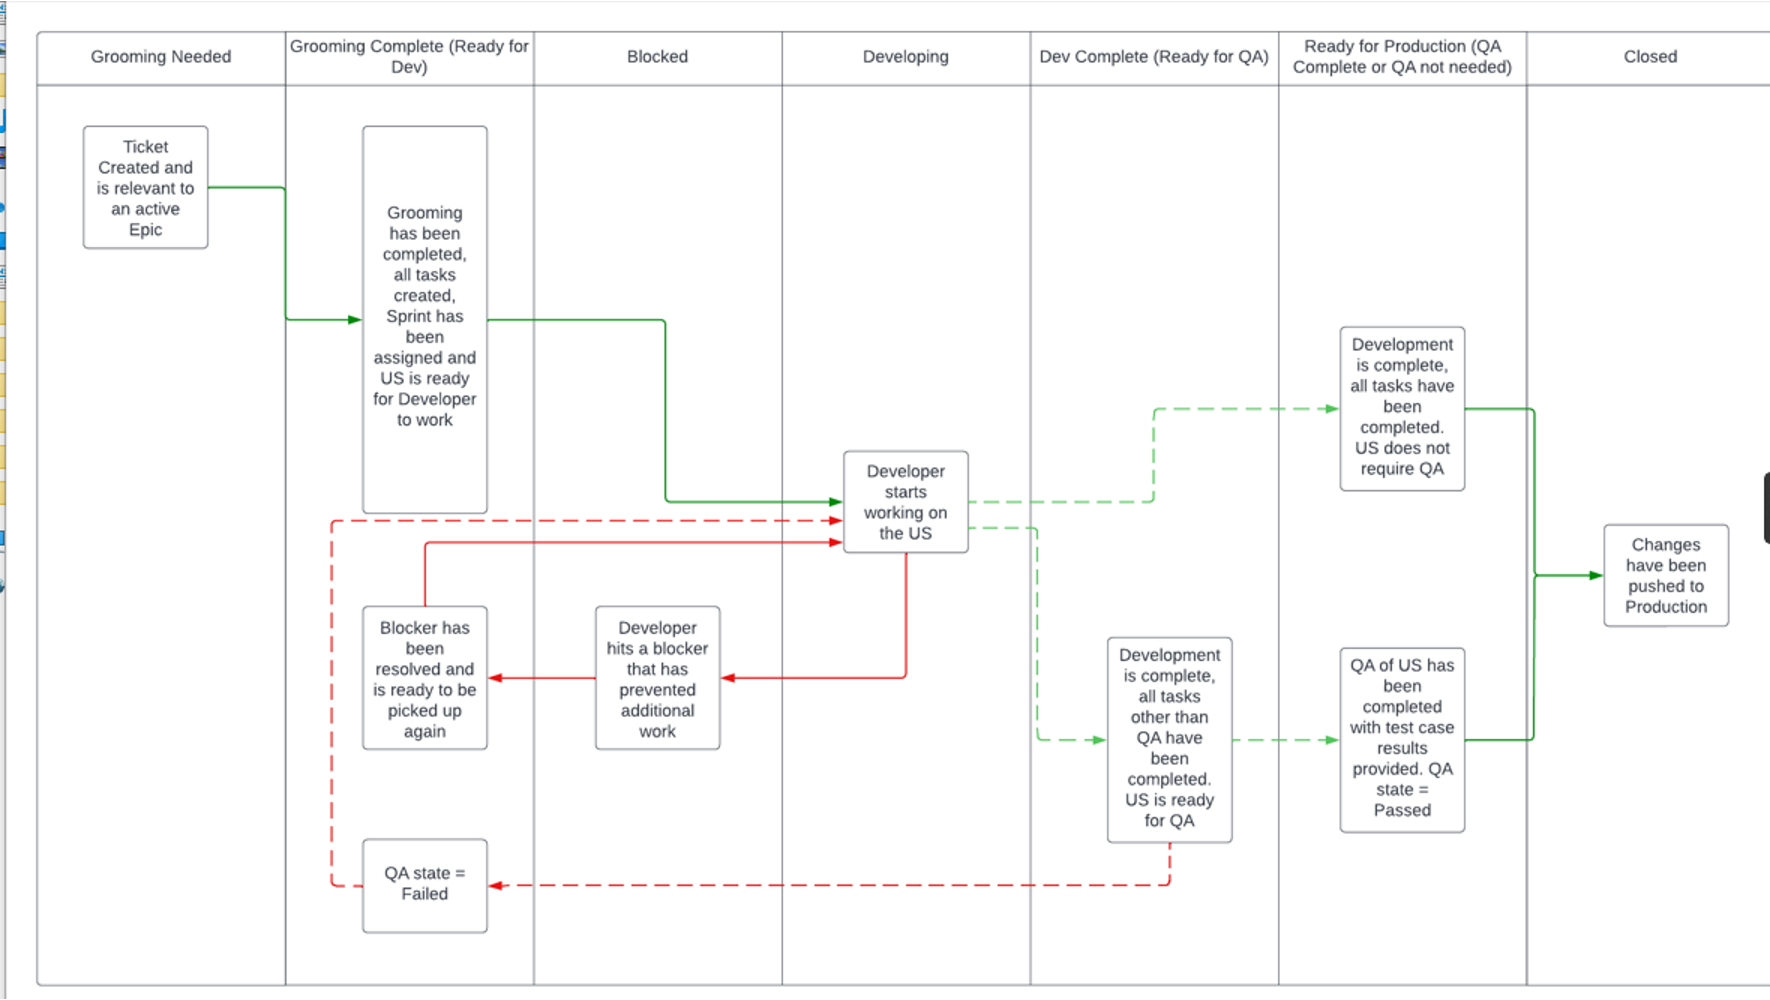 Grooming Needed
Grooming Complete (Ready for
Dev)
Blocked
Developing
Dev Complete (Ready for QA)
Ready for Production (QA
Complete or QA not needed)
Closed
Ticket
Created and
is relevant to
an active
Epic
Grooming
has been
completed,
all tasks
created,
Sprint has
been
assigned and
US is ready
for Developer
to work
Developer
starts
working on
the US
Development
is complete,
all tasks have
been
completed.
US does not
require QA
Changes
have been
pushed to
Production
Blocker has
been
resolved and
is ready to be
picked up
again
Developer
hits a blocker
that has
prevented
additional
work
Development
is complete,
all tasks
other than
QA have
been
completed.
US is ready
for QA
QA of US has
been
completed
with test case
results
provided. QA
state =
Passed
QA state =
Failed